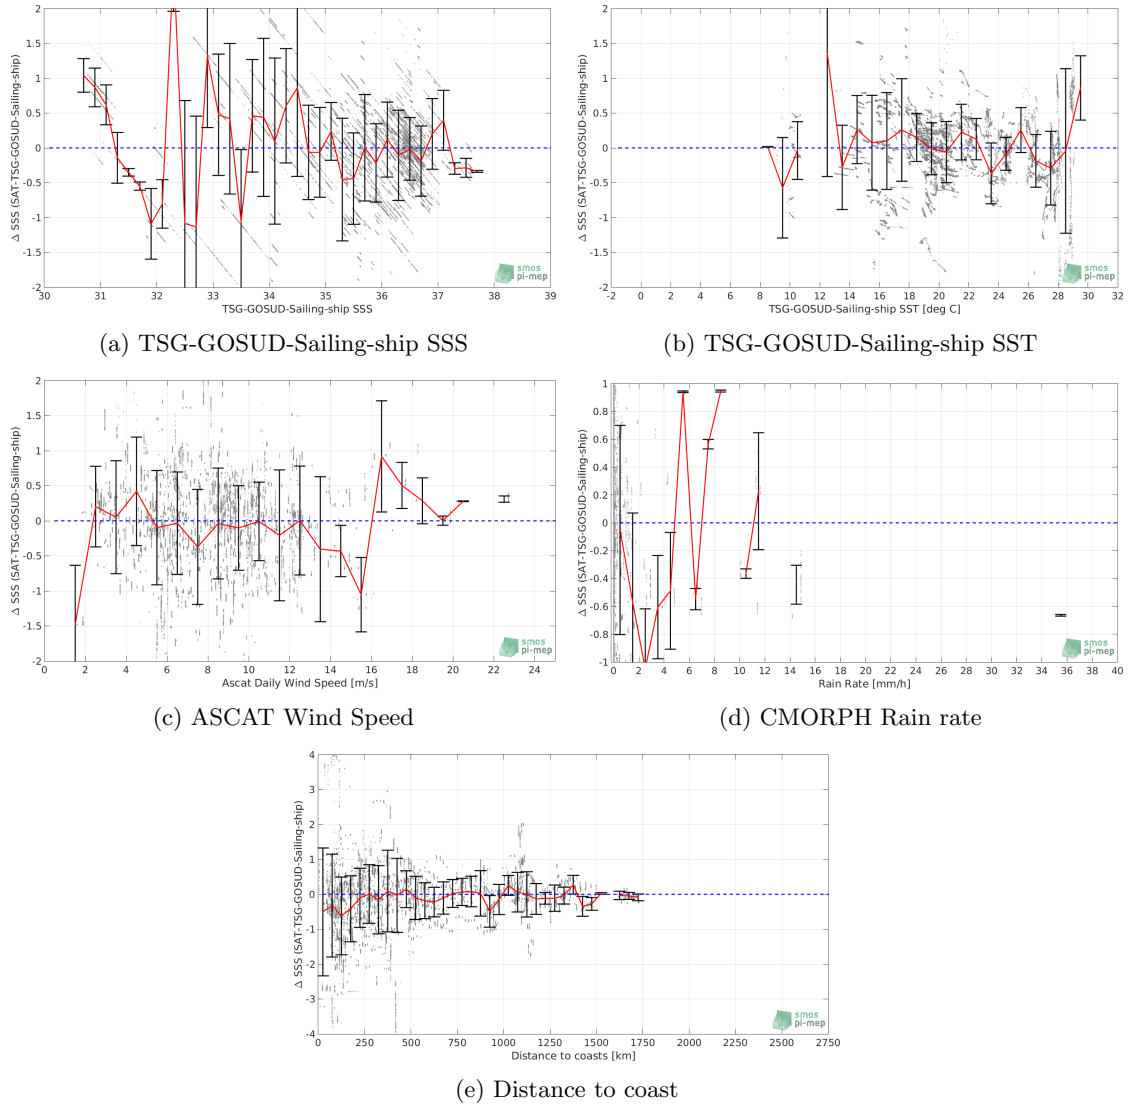 Δ SSS (SAT-TSG-GOSUD-Sailing-ship)
2
1.5
1
0.5
0
-0.5
-1
-1.5
-2
30 31 32 33 34 35 36 37 38 39
TSG-GOSUD-Sailing-ship SSS
smos
pi-mep
(a) TSG-GOSUD-Sailing-ship SSS
Δ SSS (SAT-TSG-GOSUD-Sailing-ship)
2
1.5
1
0.5
0
-0.5
-1
-1.5
-2
-2 0 2 4 6 8 10 12 14 16 18 20 22 24 26 28 30 32
TSG-GOSUD-Sailing-ship SST [deg C]
smos
pi-mep
(b) TSG-GOSUD-Sailing-ship SST
Δ SSS (SAT-TSG-GOSUD-Sailing-ship)
2
1.5
1
0.5
0
-0.5
-1
-1.5
-2
0 2 4 6 8 10 12 14 16 18 20 22 24
Ascat Daily Wind Speed [m/s]
smos
pi-mep
(c) ASCAT Wind Speed
Δ SSS (SAT-TSG-GOSUD-Sailing-ship)
1
0.8
0.6
0.4
0.2
0
-0.2
-0.4
-0.6
-0.8
-1
0 2 4 6 8 10 12 14 16 18 20 22 24 26 28 30 32 34 36 38 40
Rain Rate [mm/h]
smos
pi-mep
(d) CMORPH Rain rate
Δ SSS (SAT-TSG-GOSUD-Sailing-ship)
4
3
2
1
0
-1
-2
-3
-4
0 250 500 750 1000 1250 1500 1750 2000 2250 2500 2750
Distance to coasts [km]
smos
pi-mep
(e) Distance to coast